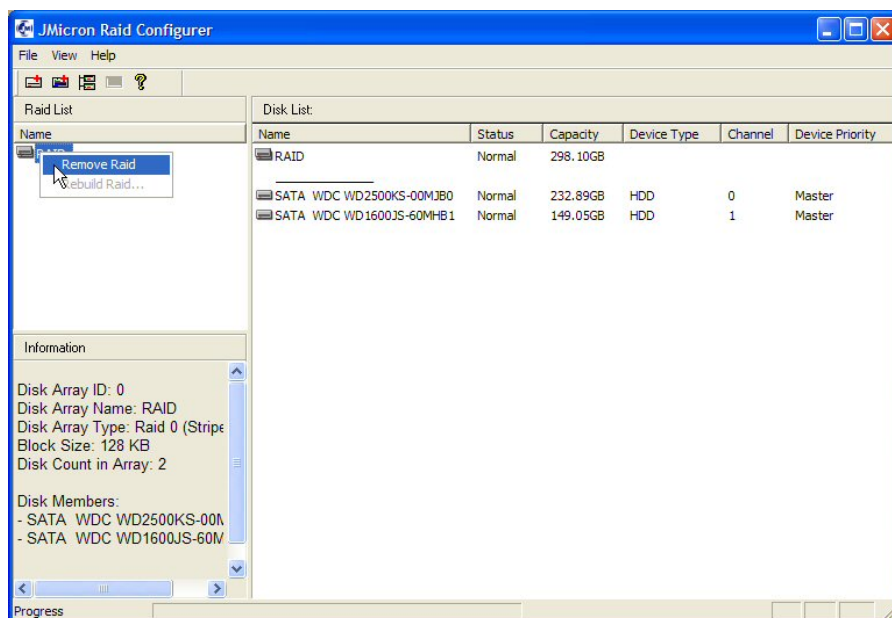 JMicron Raid Configurer
File View Help
Raid List
Name
Remove Raid
Rebuild Raid...
Disk List:
Name Status Capacity Device Type Channel Device Priority
RAID Normal 298.10GB
SATA WDC WD2500KS-00MJB0 Normal 232.89GB HDD 0 Master
SATA WDC WD1600JS-60MHB1 Normal 149.05GB HDD 1 Master
Information
Disk Array ID: 0
Disk Array Name: RAID
Disk Array Type: Raid 0 (Stripe
Block Size: 128 KB
Disk Count in Array: 2
Disk Members:
- SATA WDC WD2500KS-00M
- SATA WDC WD1600JS-60M
Progress